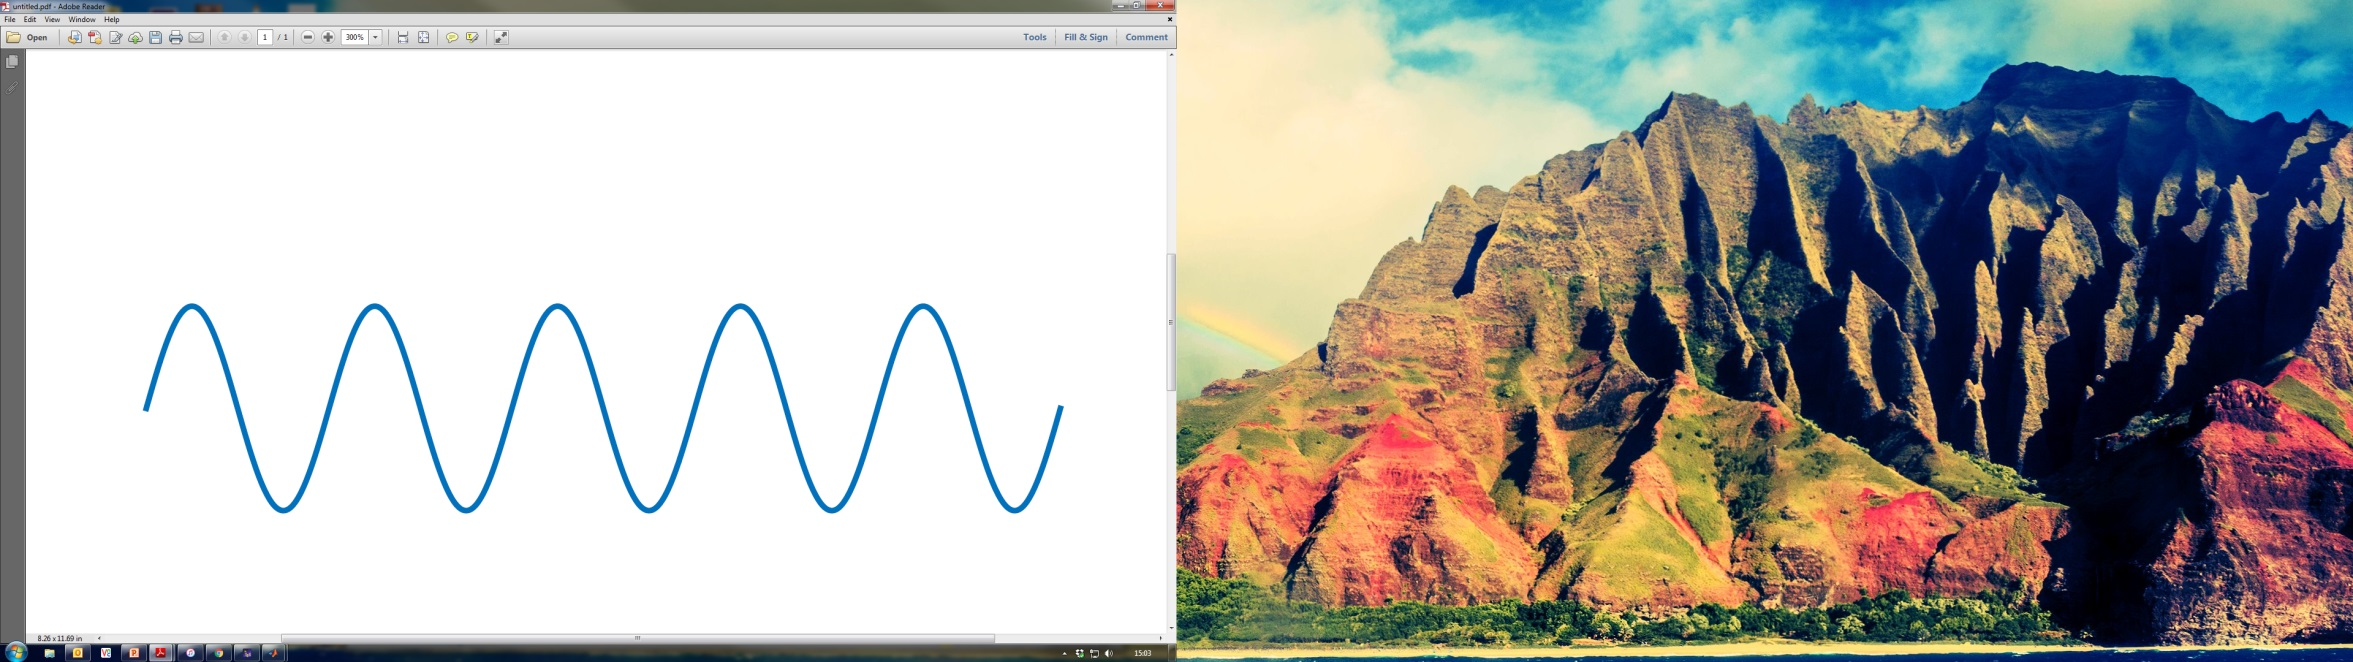 untitled.pdf - Adobe Reader
File Edit View Window Help
Open 1 / 1 300% Tools Fill & Sign Comment
8.26 x 11.69 in
15:03